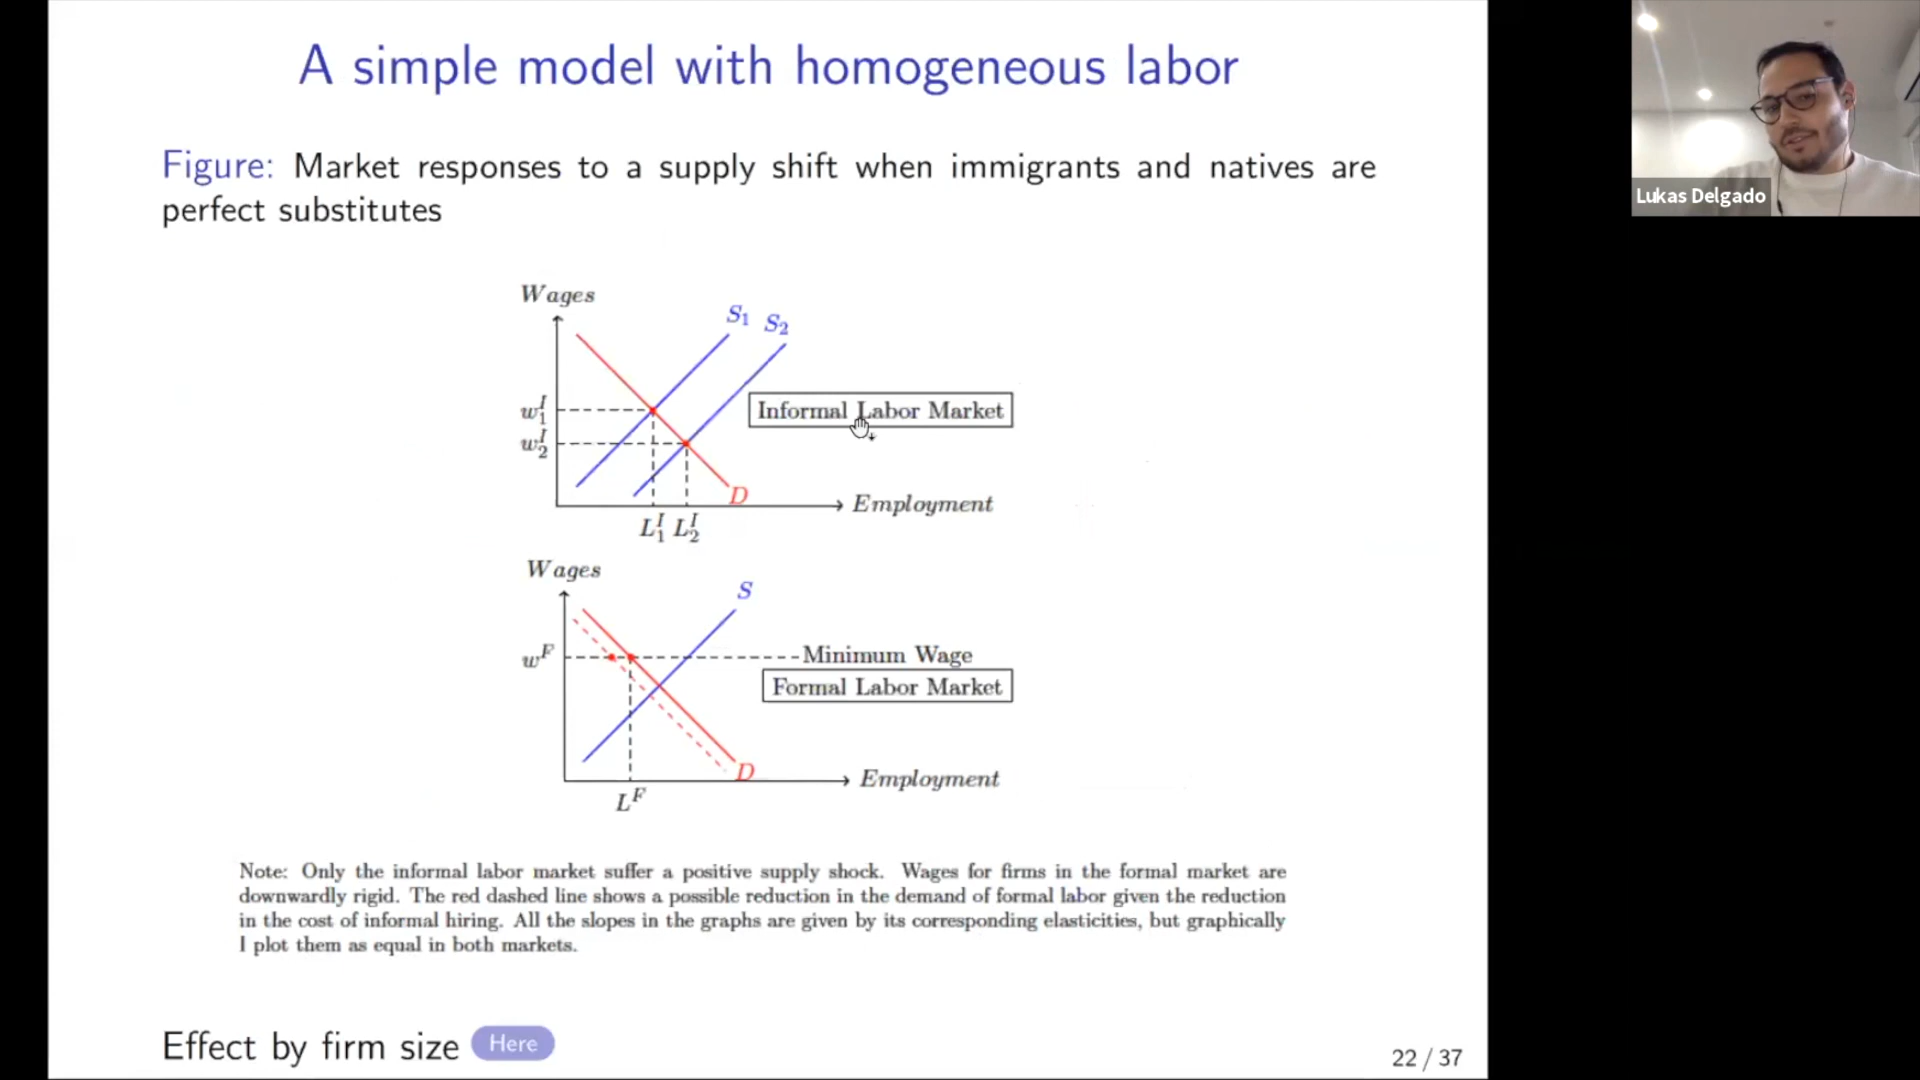 A simple model with homogeneous labor
Figure: Market responses to a supply shift when immigrants and natives are
perfect substitutes
Lukas Delgado
Wages
S₁ S₂
w₁ᴵ
Informal Labor Market
w₂ᴵ
D
Employment
L₁ᴵ L₂ᴵ
Wages
S
wᶠ
Minimum Wage
Formal Labor Market
D
Employment
Lᶠ
Note: Only the informal labor market suffer a positive supply shock. Wages for firms in the formal market are
downwardly rigid. The red dashed line shows a possible reduction in the demand of formal labor given the reduction
in the cost of informal hiring. All the slopes in the graphs are given by its corresponding elasticities, but graphically
I plot them as equal in both markets.
Effect by firm size Here
22 / 37